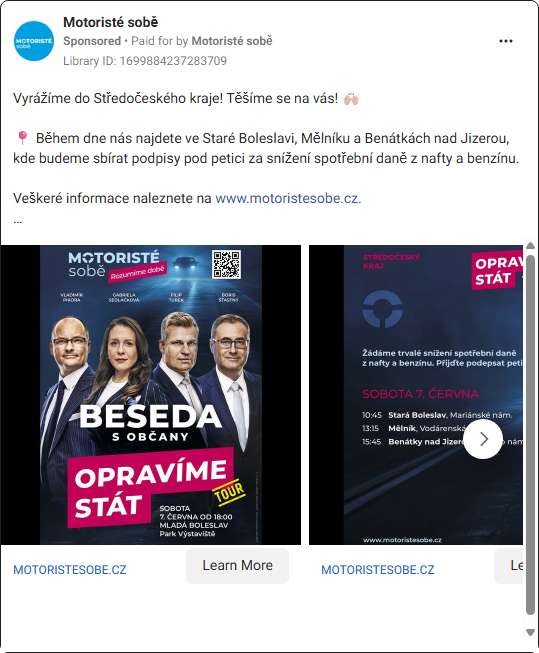 Motoristé sobě
Sponsored • Paid for by Motoristé sobě
Library ID: 1699884237283709
Vyrážíme do Středočeského kraje! Těšíme se na vás! 🙌🏻
📍 Během dne nás najdete ve Staré Boleslavi, Mělníku a Benátkách nad Jizerou,
kde budeme sbírat podpisy pod petici za snížení spotřební daně z nafty a benzínu.
Veškeré informace naleznete na www.motoristesobe.cz.
...
MOTORISTÉ
sobě
Rozumíme době
VLADIMÍR
PIKORA
GABRIELA
SEDLÁČKOVÁ
FILIP
TUREK
BORIS
ŠŤASTNÝ
BESEDA
S OBČANY
OPRAVÍME
STÁT
TOUR
SOBOTA
7. ČERVNA OD 18:00
MLADÁ BOLESLAV
Park Výstaviště
MOTORISTESOBE.CZ
Learn More
STŘEDOČESKÝ
KRAJ
OPRAV
STÁT
Žádáme trvalé snížení spotřební daně
z nafty a benzínu. Přijďte podepsat peti
SOBOTA 7. ČERVNA
10:45 Stará Boleslav, Mariánské nám.
13:15 Mělník, Vodárenská
15:45 Benátky nad Jizero
www.motoristesobe.cz
MOTORISTESOBE.CZ
Le